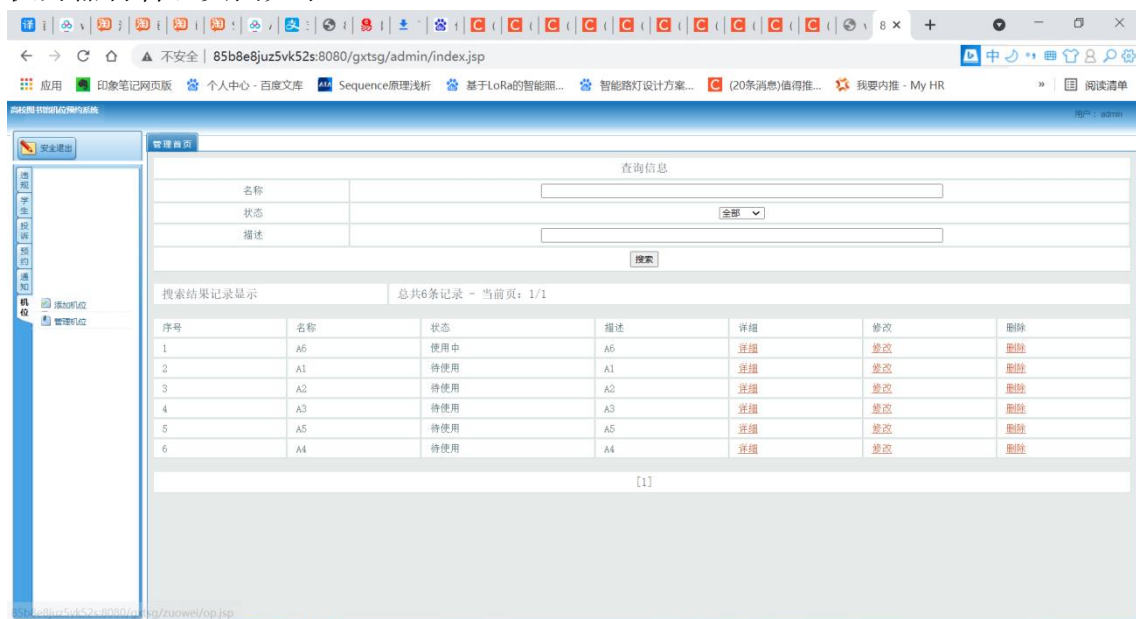 85b8e8juz5vk52s:8080/gxtsg/admin/index.jsp
不安全
应用 印象笔记网页版 个人中心 - 百度文库 Sequence原理浅析 基于LoRa的智能照... 智能路灯设计方案... (20条消息)值得推... 我要内推 - My HR » 阅读清单
高校图书馆机位预约系统
用户: admin
安全退出
管理首页
违规
学生
投诉
预约
通知
机位
添加机位
管理机位
查询信息
名称
状态 全部
描述
搜索
搜索结果记录显示 总共6条记录 - 当前页: 1/1
序号 名称 状态 描述 详细 修改 删除
1 A6 使用中 A6 详细 修改 删除
2 A1 待使用 A1 详细 修改 删除
3 A2 待使用 A2 详细 修改 删除
4 A3 待使用 A3 详细 修改 删除
5 A5 待使用 A5 详细 修改 删除
6 A4 待使用 A4 详细 修改 删除
[1]
85b8e8juz5vk52s:8080/gxtsg/zuowei/op.jsp